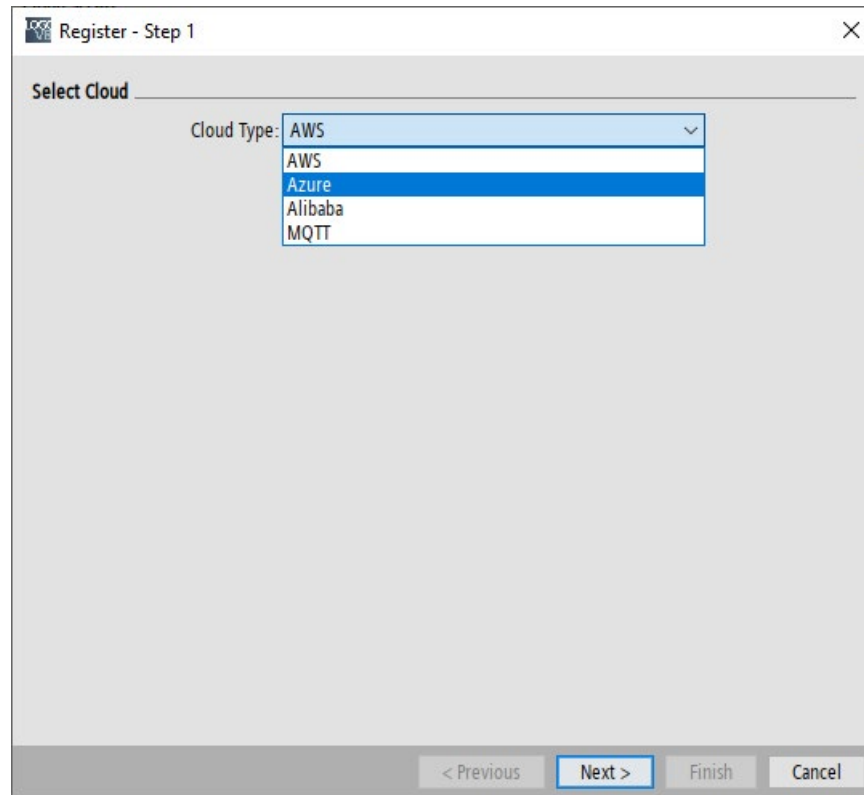 Register - Step 1
Select Cloud
Cloud Type: AWS
AWS
Azure
Alibaba
MQTT
< Previous Next > Finish Cancel